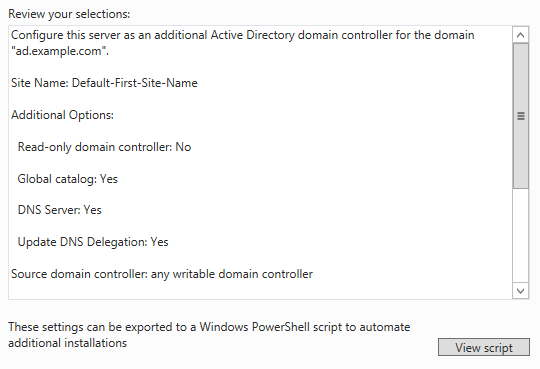 Review your selections:
Configure this server as an additional Active Directory domain controller for the domain
"ad.example.com".
Site Name: Default-First-Site-Name
Additional Options:
Read-only domain controller: No
Global catalog: Yes
DNS Server: Yes
Update DNS Delegation: Yes
Source domain controller: any writable domain controller
These settings can be exported to a Windows PowerShell script to automate
additional installations
View script